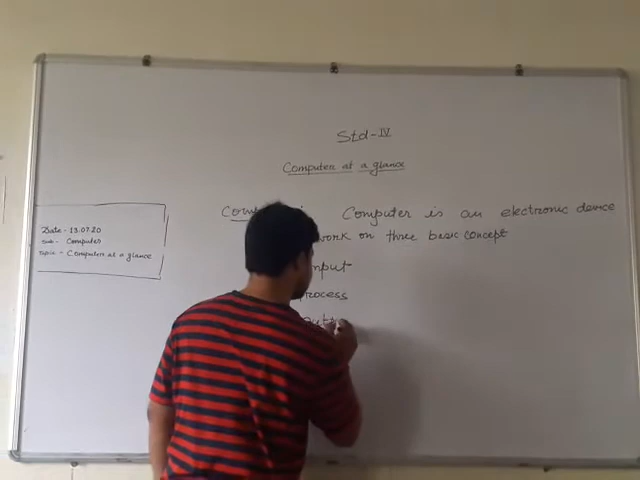 Std-IV
Computer at a glance
Computer is an electronic device
work on three basic concept
Input
Process
Date - 13.07.20
Sub - Computer
Topic - Computer at a glance